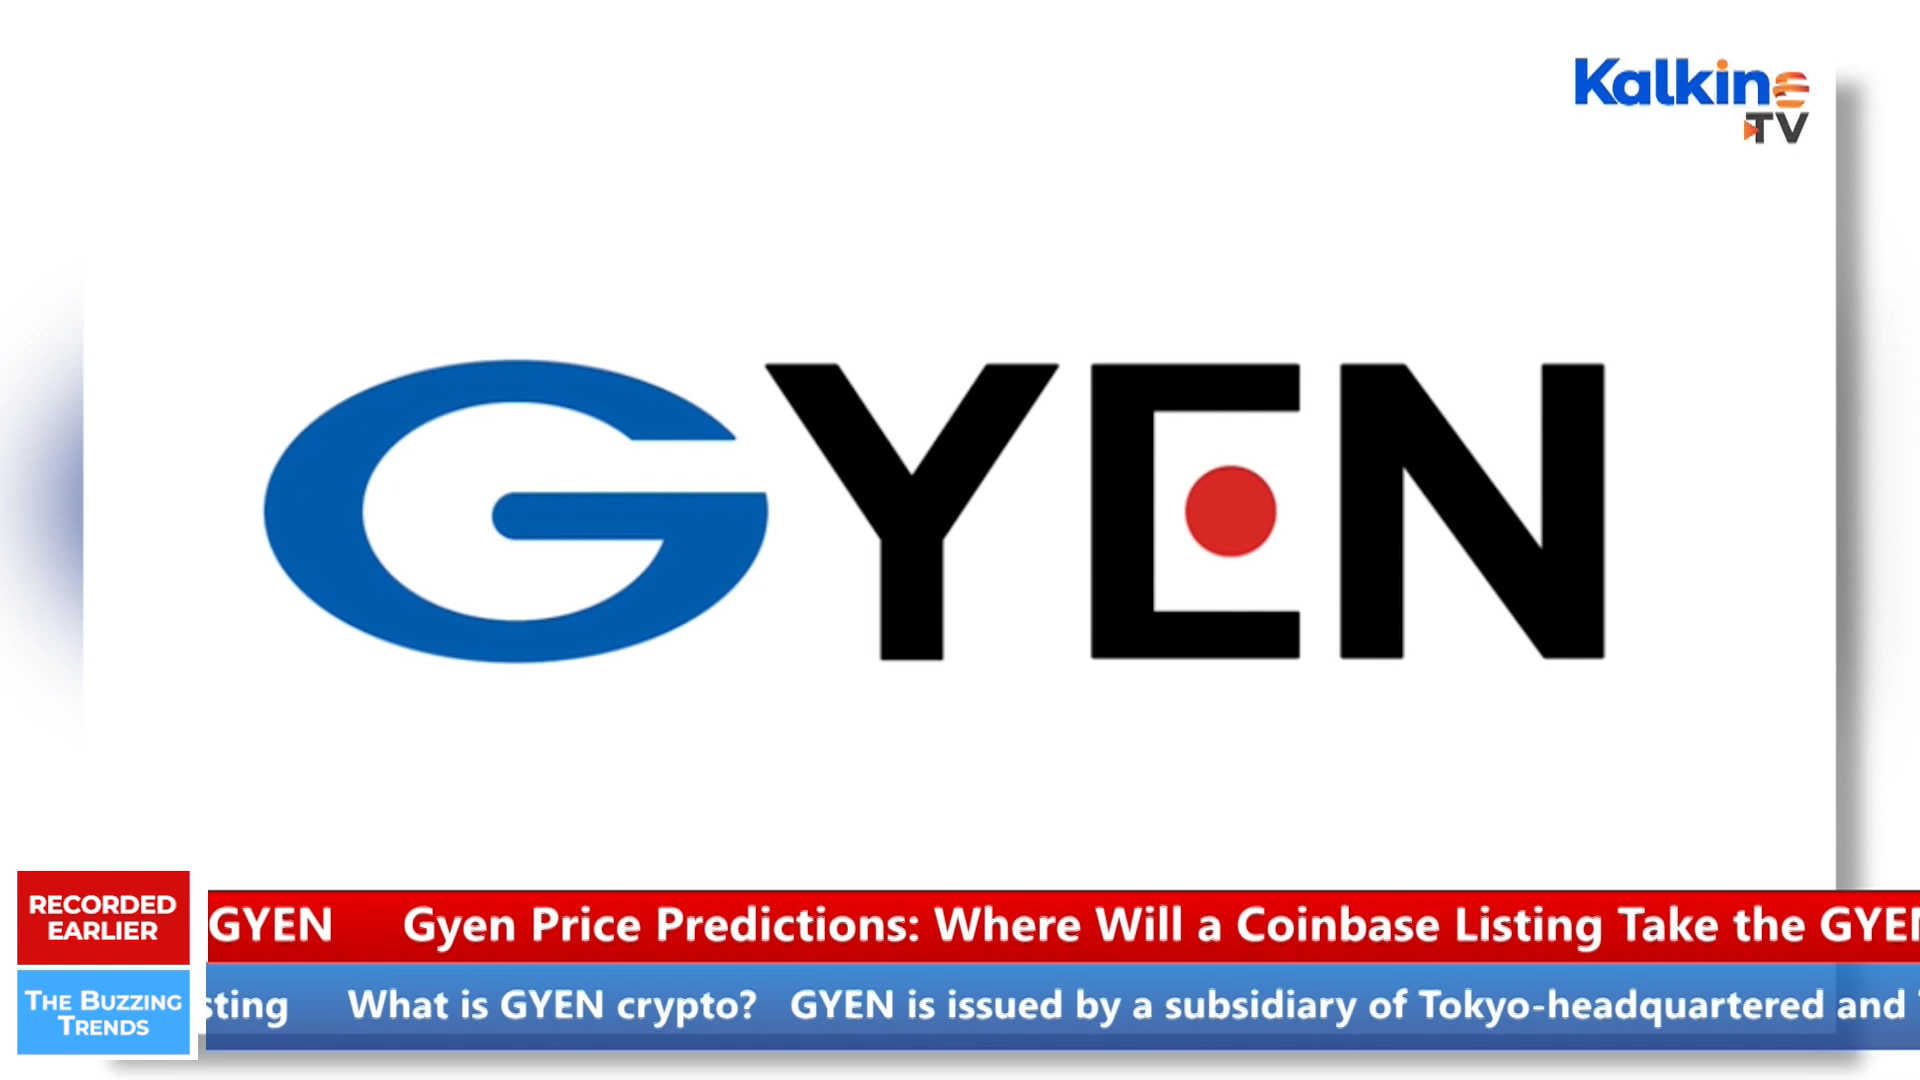 Kalkine
TV
GYEN
RECORDED
EARLIER
GYEN Gyen Price Predictions: Where Will a Coinbase Listing Take the GYEN
THE BUZZING
TRENDS
sting What is GYEN crypto? GYEN is issued by a subsidiary of Tokyo-headquartered and